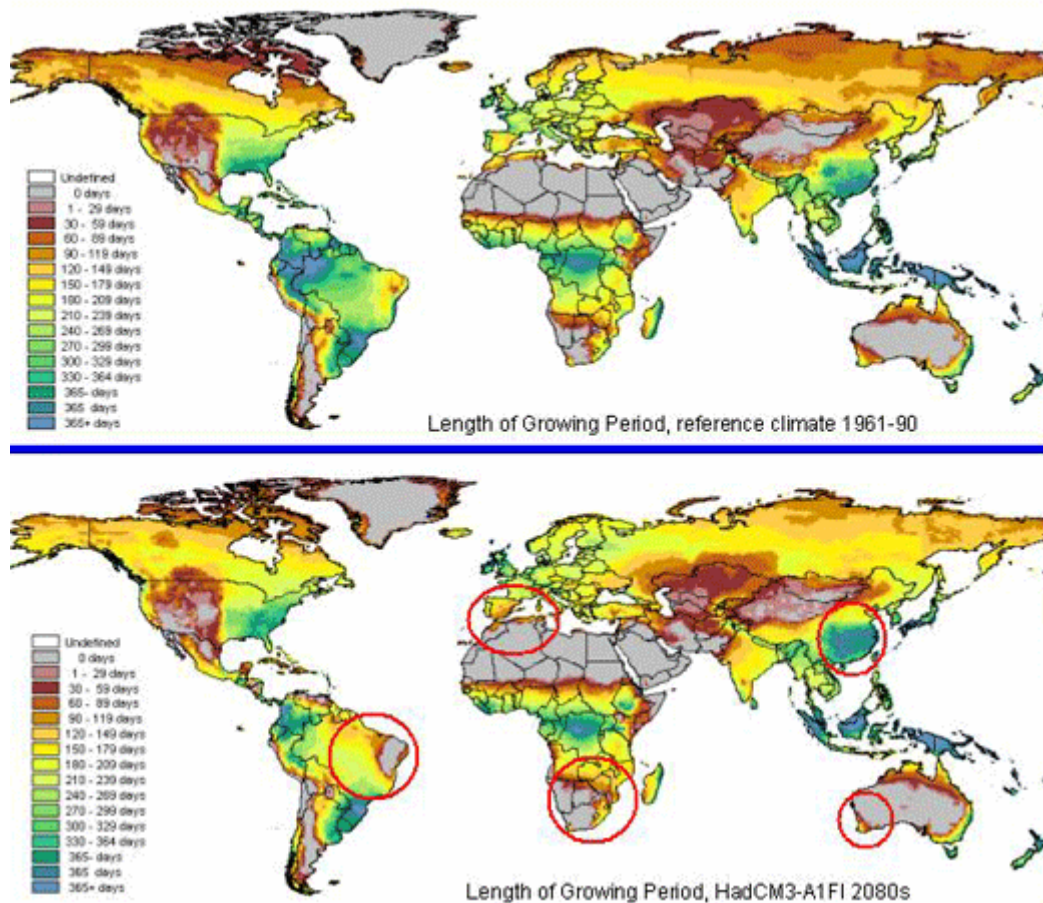 Undefined
0 days
1 - 29 days
30 - 59 days
60 - 89 days
90 - 119 days
120 - 149 days
150 - 179 days
180 - 209 days
210 - 239 days
240 - 269 days
270 - 299 days
300 - 329 days
330 - 364 days
365- days
365 days
365+ days
Length of Growing Period, reference climate 1961-90
Undefined
0 days
1 - 29 days
30 - 59 days
60 - 89 days
90 - 119 days
120 - 149 days
150 - 179 days
180 - 209 days
210 - 239 days
240 - 269 days
270 - 299 days
300 - 329 days
330 - 364 days
365- days
365 days
365+ days
Length of Growing Period, HadCM3-A1FI 2080s